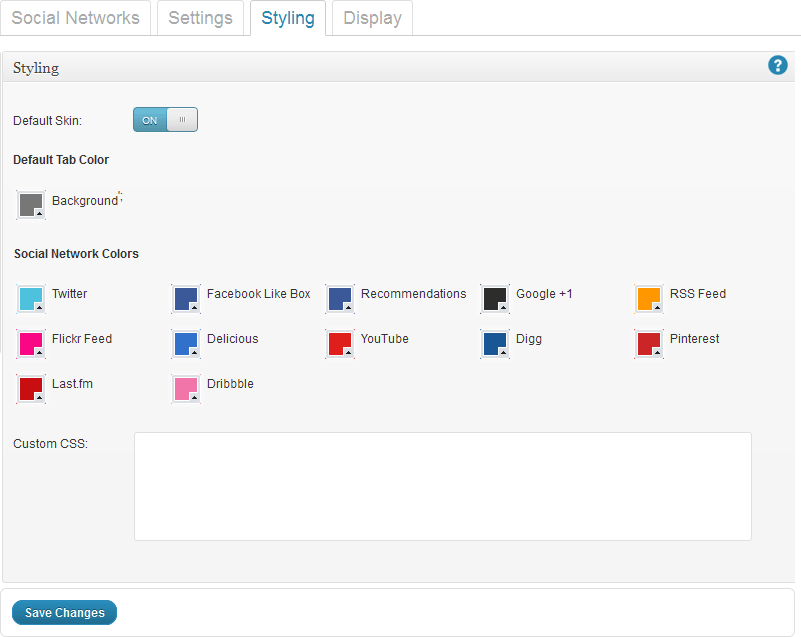 Social Networks Settings Styling Display
Styling ?
Default Skin: ON
Default Tab Color
Background
Social Network Colors
Twitter Facebook Like Box Recommendations Google +1 RSS Feed
Flickr Feed Delicious YouTube Digg Pinterest
Last.fm Dribbble
Custom CSS:
Save Changes